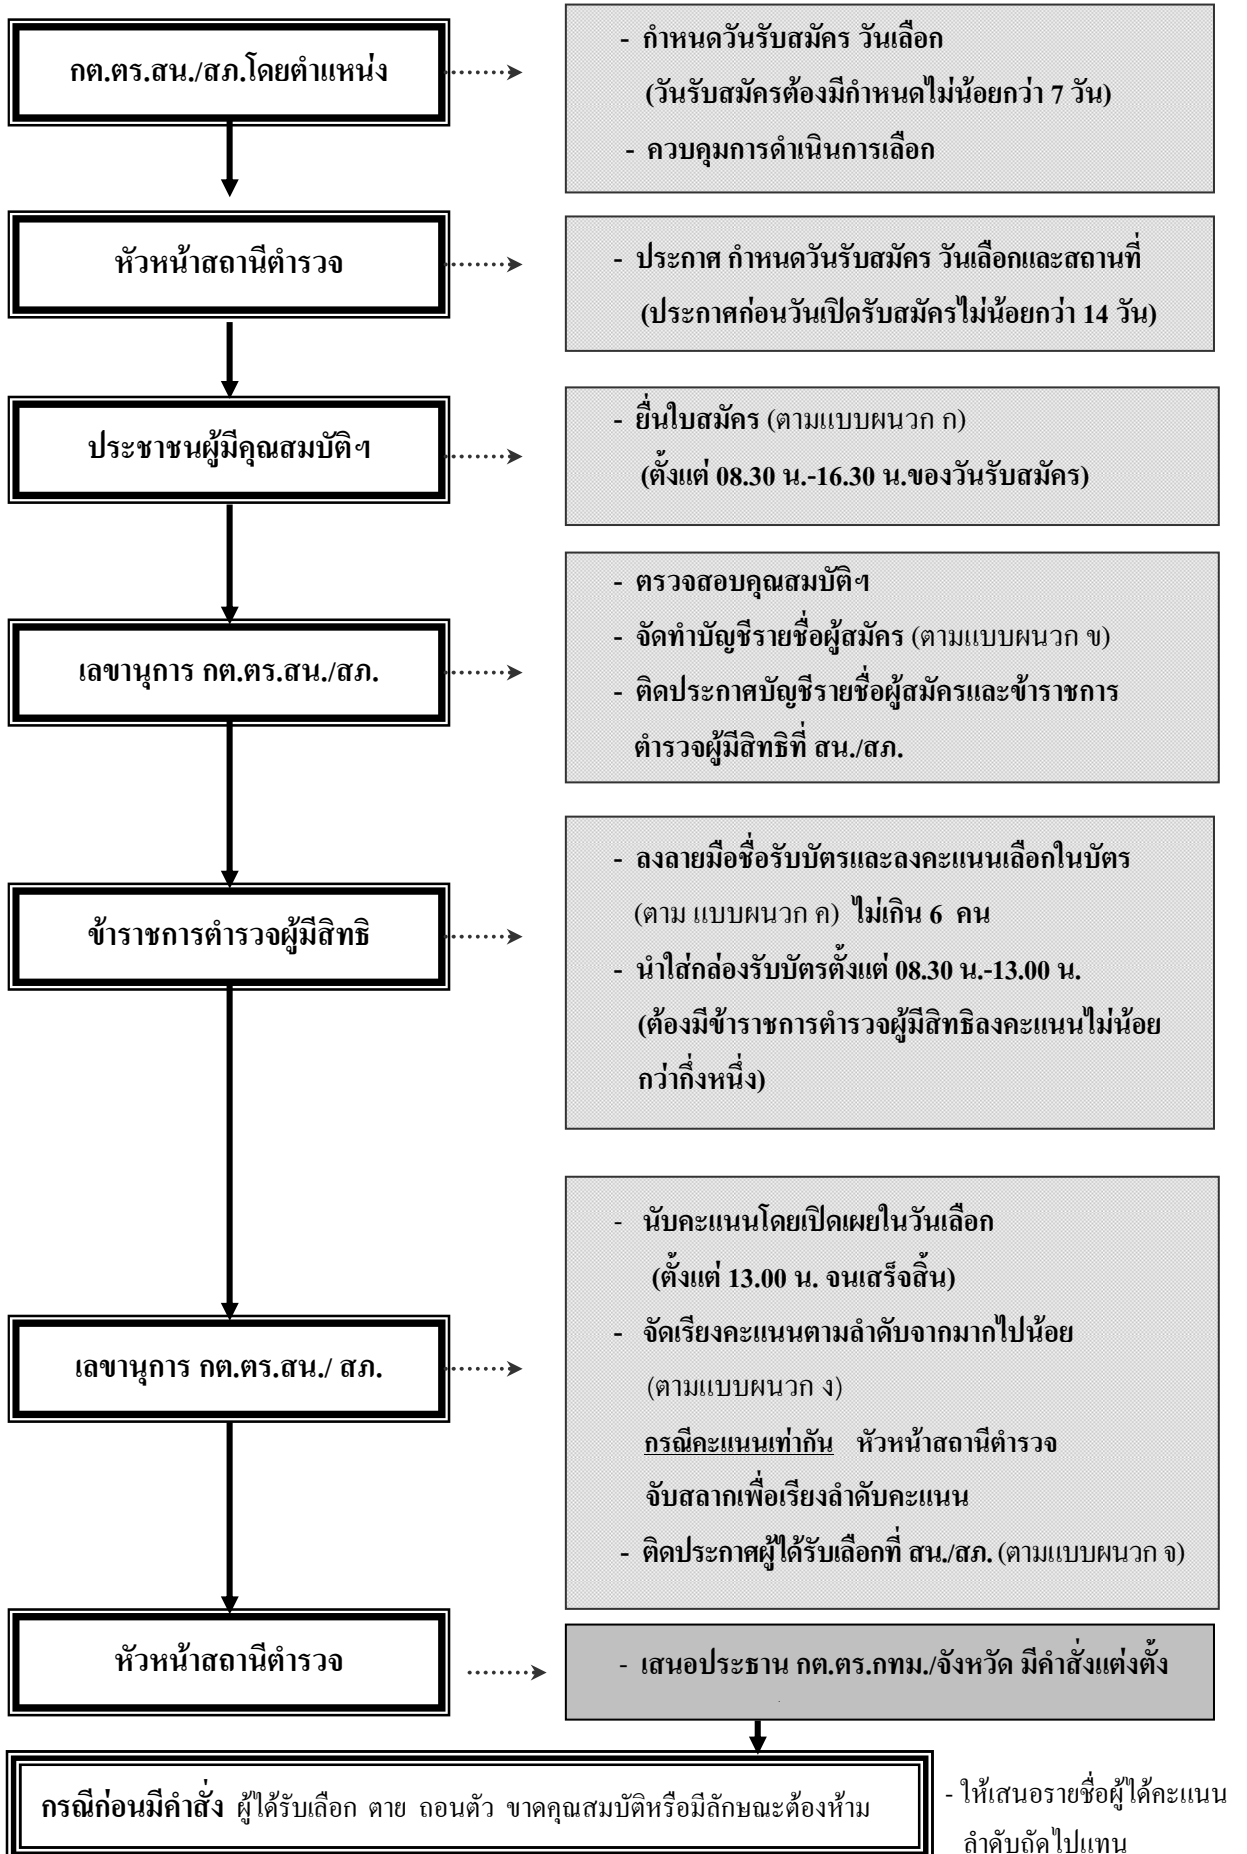 กต.ตร.สน./สภ.โดยตำแหน่ง
- กำหนดวันรับสมัคร วันเลือก
(วันรับสมัครต้องมีกำหนดไม่น้อยกว่า 7 วัน)
- ควบคุมการดำเนินการเลือก
หัวหน้าสถานีตำรวจ
- ประกาศ กำหนดวันรับสมัคร วันเลือกและสถานที่
(ประกาศก่อนวันเปิดรับสมัครไม่น้อยกว่า 14 วัน)
ประชาชนผู้มีคุณสมบัติฯ
- ยื่นใบสมัคร (ตามแบบผนวก ก)
(ตั้งแต่ 08.30 น.-16.30 น.ของวันรับสมัคร)
เลขานุการ กต.ตร.สน./สภ.
- ตรวจสอบคุณสมบัติฯ
- จัดทำบัญชีรายชื่อผู้สมัคร (ตามแบบผนวก ข)
- ติดประกาศบัญชีรายชื่อผู้สมัครและข้าราชการ
ตำรวจผู้มีสิทธิที่ สน./สภ.
ข้าราชการตำรวจผู้มีสิทธิ
- ลงลายมือชื่อรับบัตรและลงคะแนนเลือกในบัตร
(ตาม แบบผนวก ค) ไม่เกิน 6 คน
- นำใส่กล่องรับบัตรตั้งแต่ 08.30 น.-13.00 น.
(ต้องมีข้าราชการตำรวจผู้มีสิทธิลงคะแนนไม่น้อย
กว่ากึ่งหนึ่ง)
เลขานุการ กต.ตร.สน./ สภ.
- นับคะแนนโดยเปิดเผยในวันเลือก
(ตั้งแต่ 13.00 น. จนเสร็จสิ้น)
- จัดเรียงคะแนนตามลำดับจากมากไปน้อย
(ตามแบบผนวก ง)
กรณีคะแนนเท่ากัน หัวหน้าสถานีตำรวจ
จับสลากเพื่อเรียงลำดับคะแนน
- ติดประกาศผู้ได้รับเลือกที่ สน./สภ. (ตามแบบผนวก จ)
หัวหน้าสถานีตำรวจ
- เสนอประธาน กต.ตร.กทม./จังหวัด มีคำสั่งแต่งตั้ง
กรณีก่อนมีคำสั่ง ผู้ได้รับเลือก ตาย ถอนตัว ขาดคุณสมบัติหรือมีลักษณะต้องห้าม
- ให้เสนอรายชื่อผู้ได้คะแนน
ลำดับถัดไปแทน